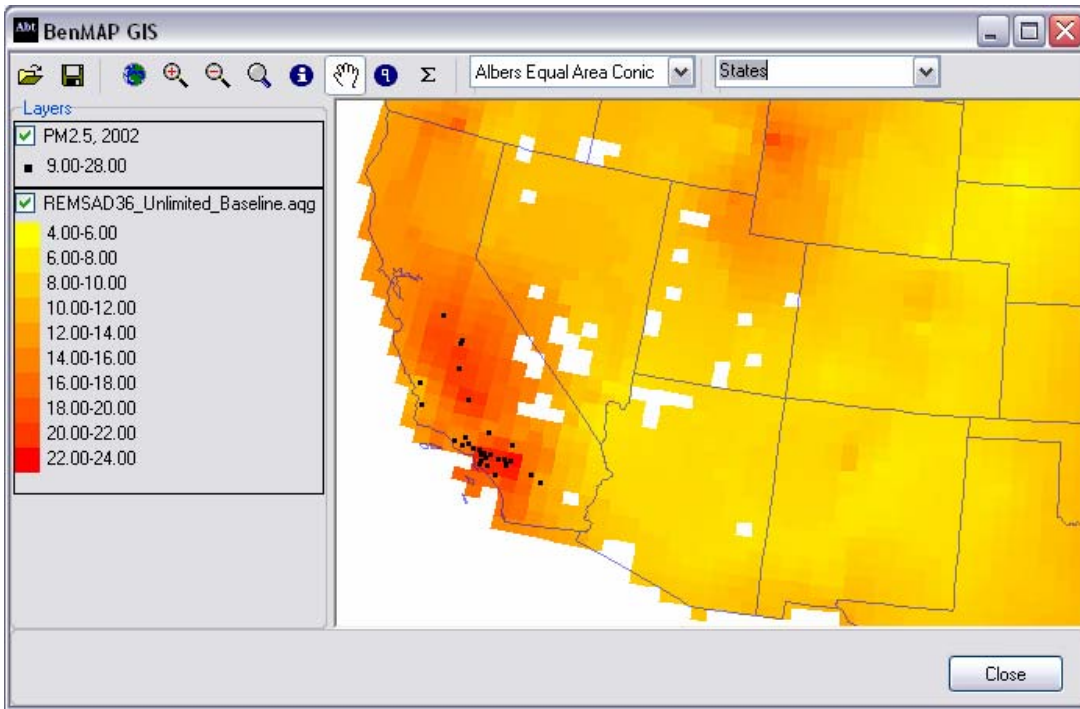 Abt BenMAP GIS
Σ Albers Equal Area Conic States
Layers
PM2.5, 2002
9.00-28.00
REMSAD36_Unlimited_Baseline.aqg
4.00-6.00
6.00-8.00
8.00-10.00
10.00-12.00
12.00-14.00
14.00-16.00
16.00-18.00
18.00-20.00
20.00-22.00
22.00-24.00
Close